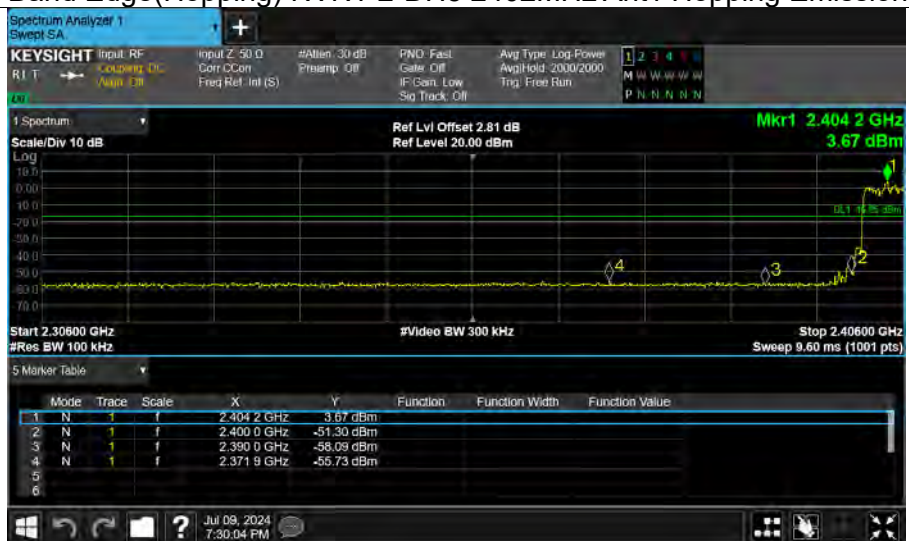 Spectrum Analyzer 1
Swept SA
+
KEYSIGHT Input: RF
RL T
Input Z: 50 Ω
Corr CCorr
Freq Ref: Int (S)
#Atten: 30 dB
Preamp: Off
PNO: Fast
Gate: Off
IF Gain: Low
Sig Track: Off
Avg Type: Log-Power
Avg|Hold: 2000/2000
Trig: Free Run
1 2 3 4
M W W W W W
P N N N N N
1 Spectrum
Scale/Div 10 dB
Ref Lvl Offset 2.81 dB
Ref Level 20.00 dBm
Mkr1 2.404 2 GHz
3.67 dBm
Log
1
2
3
4
Start 2.30600 GHz
#Res BW 100 kHz
#Video BW 300 kHz
Stop 2.40600 GHz
Sweep 9.60 ms (1001 pts)
5 Marker Table
Mode Trace Scale X Y Function Function Width Function Value
1 N 1 f 2.404 2 GHz 3.67 dBm
2 N 1 f 2.400 0 GHz -51.30 dBm
3 N 1 f 2.390 0 GHz -58.09 dBm
4 N 1 f 2.371 9 GHz -55.73 dBm
5
6
? Jul 09, 2024
7:30:04 PM